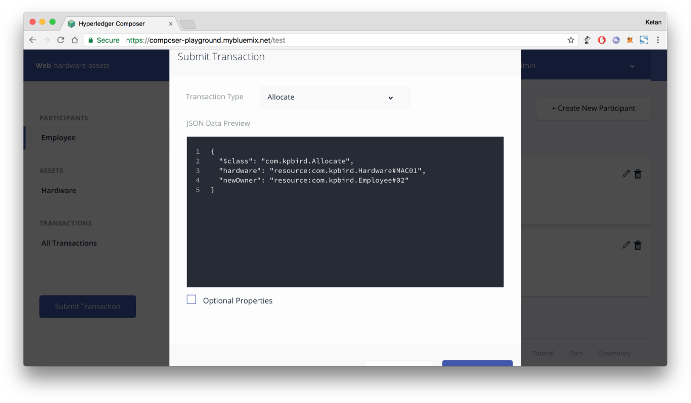 Hyperledger Composer
Ketan
Secure
https://composer-playground.mybluemix.net/test
Web hardware-assets
Submit Transaction
Transaction Type
Allocate
JSON Data Preview
1 {
2 "$class": "com.kpbird.Allocate",
3 "hardware": "resource:com.kpbird.Hardware#MAC01",
4 "newOwner": "resource:com.kpbird.Employee#02"
5 }
Optional Properties
PARTICIPANTS
Employee
ASSETS
Hardware
TRANSACTIONS
All Transactions
Submit Transaction
+ Create New Participant
Tutorial Docs Community